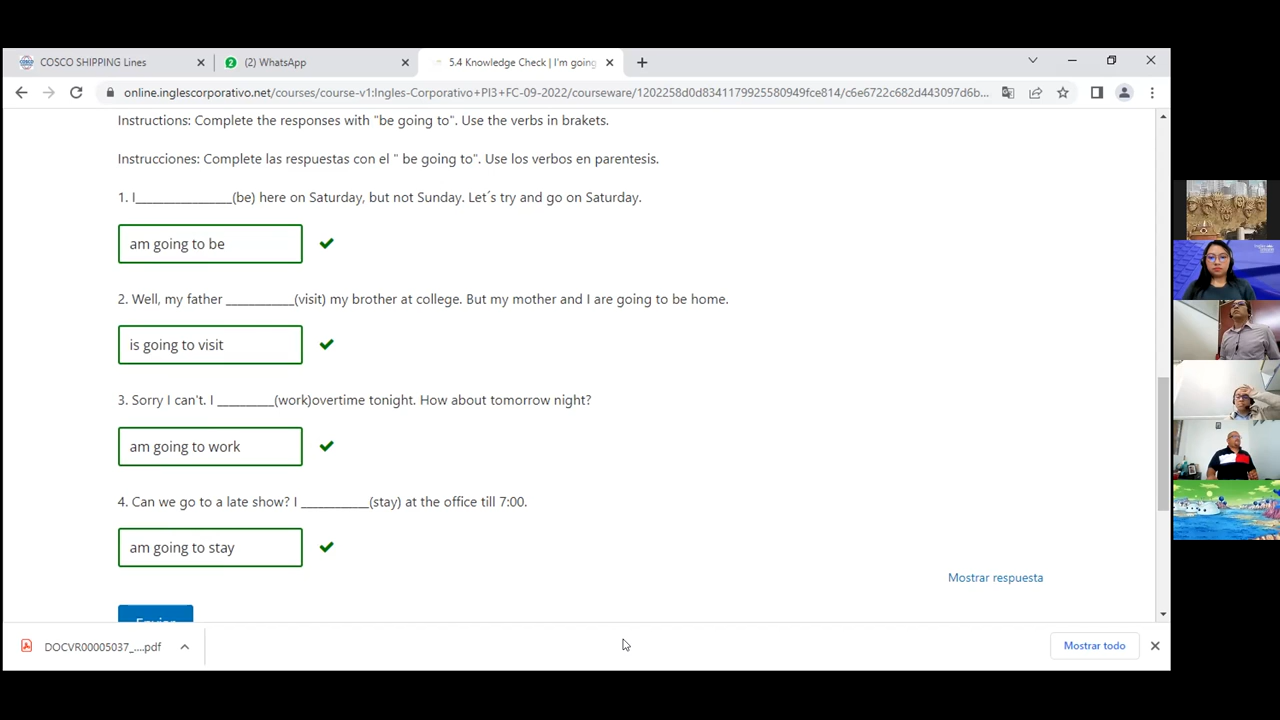 COSCO SHIPPING Lines
2
(2) WhatsApp
5.4 Knowledge Check | I'm going
online.inglescorporativo.net/courses/course-v1:Ingles-Corporativo+PI3+FC-09-2022/courseware/1202258d0d8341179925580949fce814/c6e6722c682d443097d6b...
Instructions: Complete the responses with "be going to". Use the verbs in brakets.
Instrucciones: Complete las respuestas con el " be going to". Use los verbos en parentesis.
1. I________________(be) here on Saturday, but not Sunday. Let´s try and go on Saturday.
am going to be
2. Well, my father ___________(visit) my brother at college. But my mother and I are going to be home.
is going to visit
3. Sorry I can't. I _________(work)overtime tonight. How about tomorrow night?
am going to work
4. Can we go to a late show? I ___________(stay) at the office till 7:00.
am going to stay
Mostrar respuesta
Enviar
DOCVR00005037_....pdf
Mostrar todo